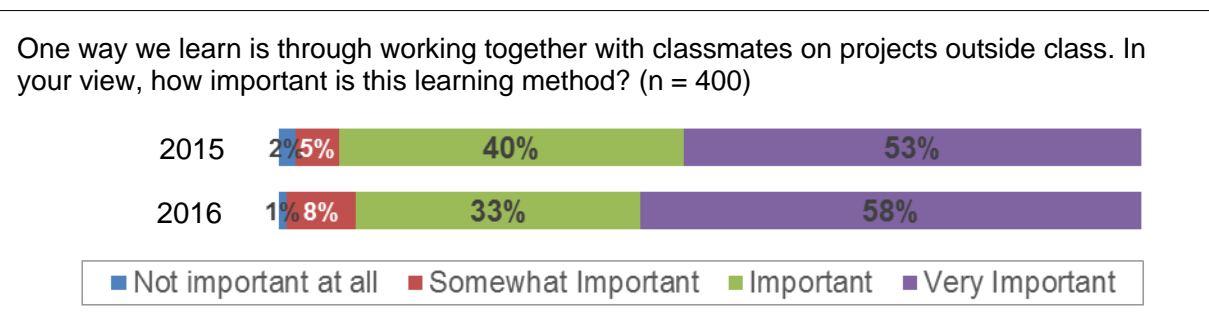 One way we learn is through working together with classmates on projects outside class. In
your view, how important is this learning method? (n = 400)
2015 2% 5% 40% 53%
2016 1% 8% 33% 58%
Not important at all Somewhat Important Important Very Important